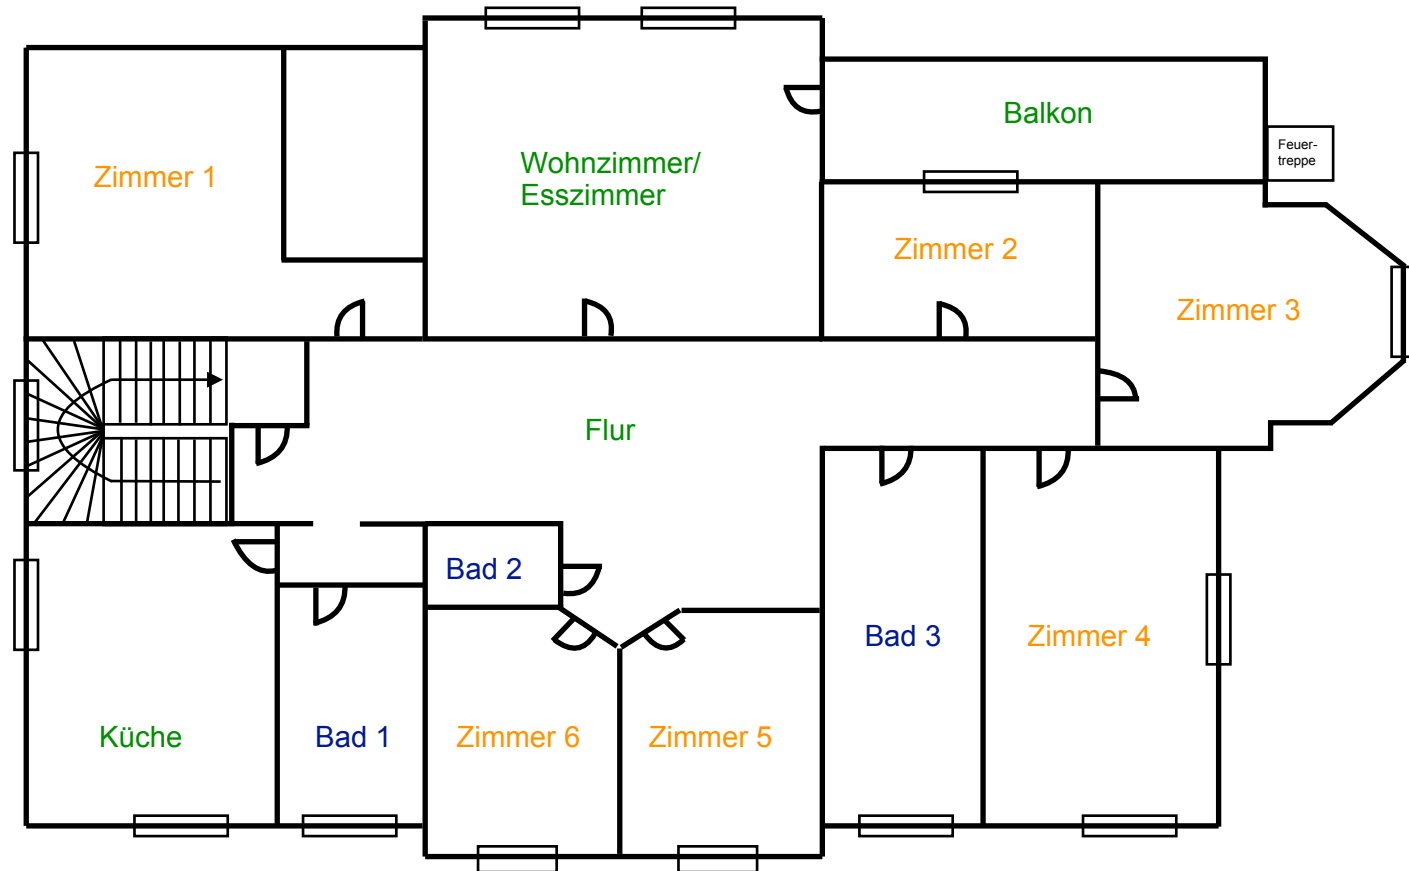 Balkon
Feuer-
treppe
Zimmer 1
Wohnzimmer/
Esszimmer
Zimmer 2
Zimmer 3
Flur
Bad 2
Bad 3
Zimmer 4
Küche
Bad 1
Zimmer 6
Zimmer 5